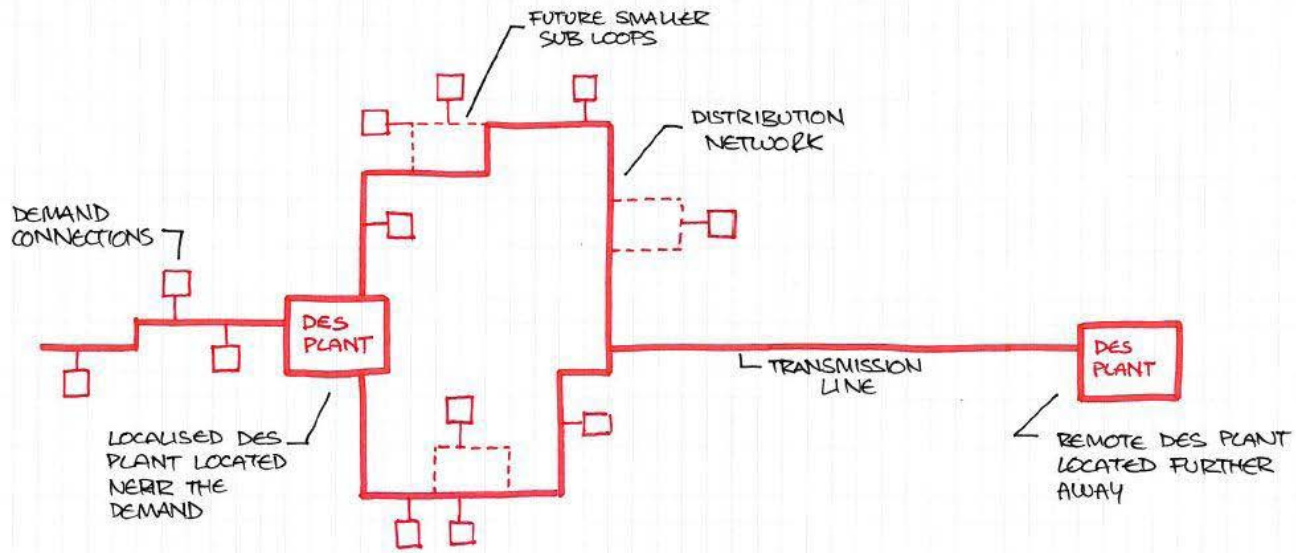 FUTURE SMALLER
SUB LOOPS
DISTRIBUTION
NETWORK
DEMAND
CONNECTIONS
DES
PLANT
TRANSMISSION
LINE
DES
PLANT
LOCALISED DES
PLANT LOCATED
NEAR THE
DEMAND
REMOTE DES PLANT
LOCATED FURTHER
AWAY